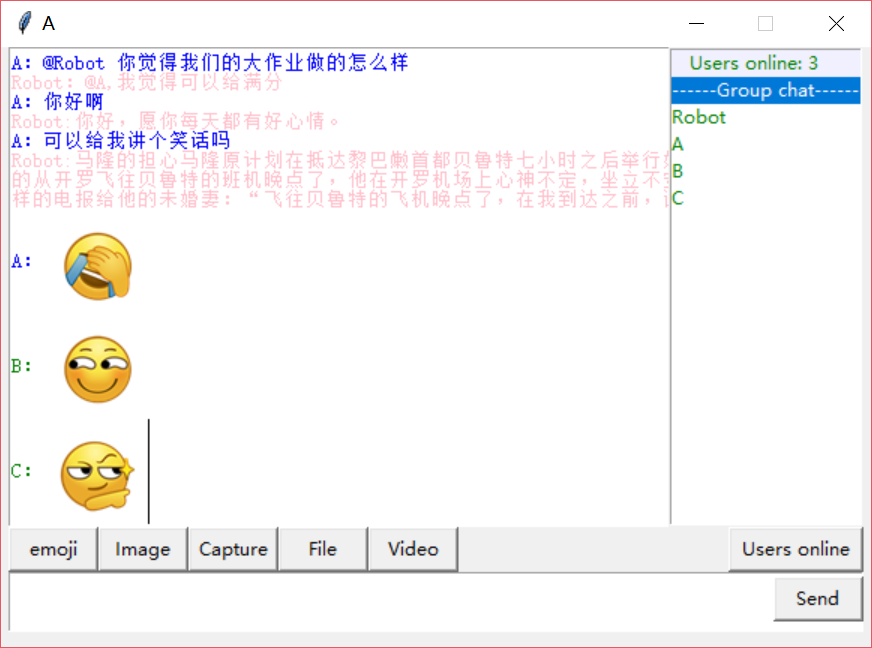 A
A: @Robot 你觉得我们的大作业做的怎么样
Robot: @A,我觉得可以给满分
A: 你好啊
Robot:你好，愿你每天都有好心情。
A: 可以给我讲个笑话吗
Robot:马隆的担心马隆原计划在抵达黎巴嫩首都贝鲁特七小时之后举行
的从开罗飞往贝鲁特的班机晚点了，他在开罗机场上心神不定，坐立不
样的电报给他的未婚妻：“飞往贝鲁特的飞机晚点了，在我到达之前，
A:
B:
C:
Users online: 3
------Group chat------
Robot
A
B
C
emoji Image Capture File Video Users online
Send